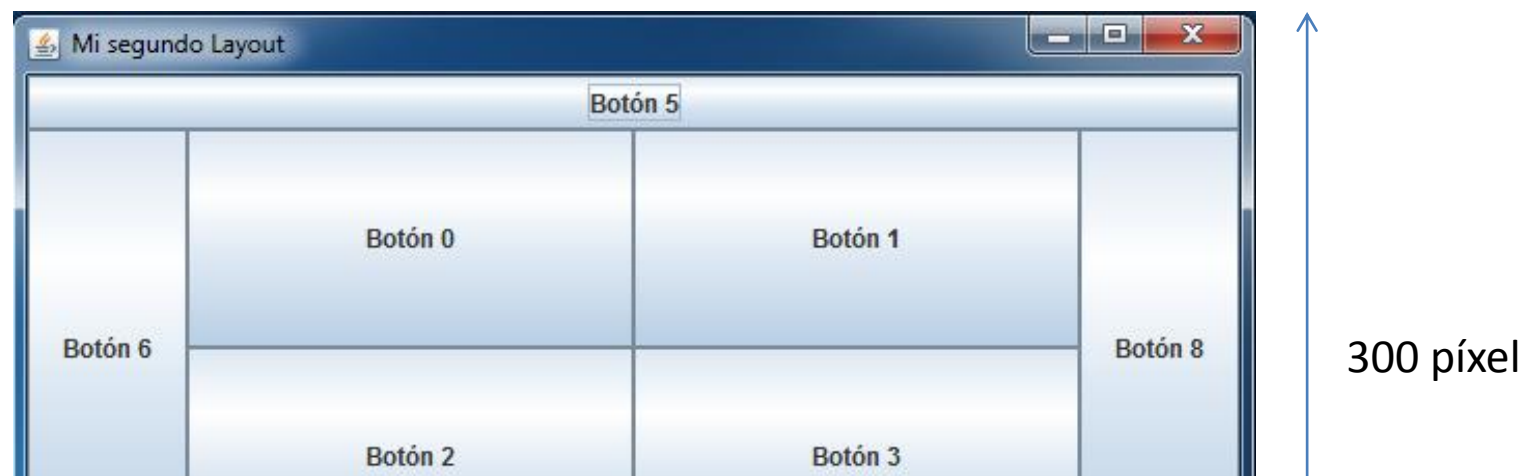 Mi segundo Layout
Botón 5
Botón 0
Botón 1
Botón 6
Botón 8
300 píxel
Botón 2
Botón 3